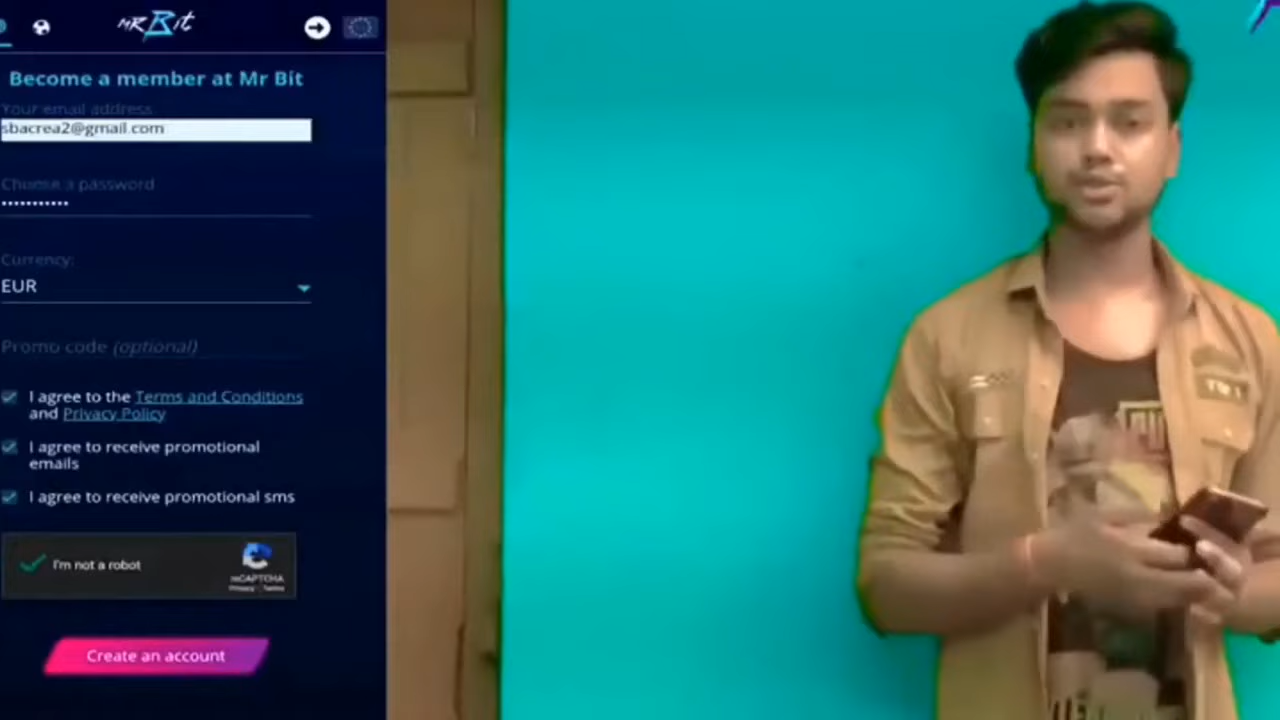 MR BIT
Become a member at Mr Bit
Your email address
sbacrea2@gmail.com
Choose a password
•••••••••••
Currency:
EUR
Promo code (optional)
I agree to the Terms and Conditions
and Privacy Policy
I agree to receive promotional
emails
I agree to receive promotional sms
I'm not a robot
reCAPTCHA
Privacy Terms
Create an account